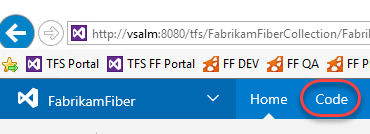 http://vsalm:8080/tfs/FabrikamFiberCollection/Fabri
TFS Portal TFS FF Portal FF DEV FF QA FF P
FabrikamFiber Home Code